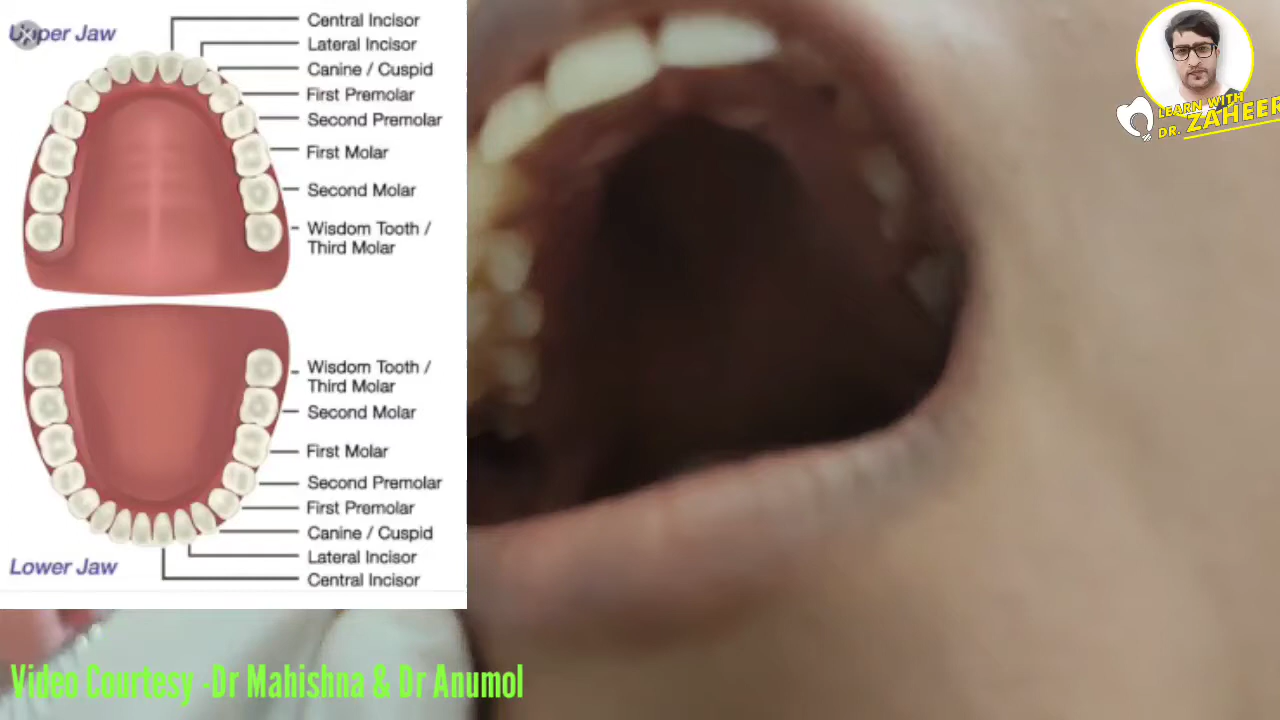 Upper Jaw
Central Incisor
Lateral Incisor
Canine / Cuspid
First Premolar
Second Premolar
First Molar
Second Molar
Wisdom Tooth /
Third Molar
Wisdom Tooth /
Third Molar
Second Molar
First Molar
Second Premolar
First Premolar
Canine / Cuspid
Lateral Incisor
Central Incisor
Lower Jaw
LEARN WITH
DR. ZAHEER
Video Courtesy -Dr Mahishna & Dr Anumol